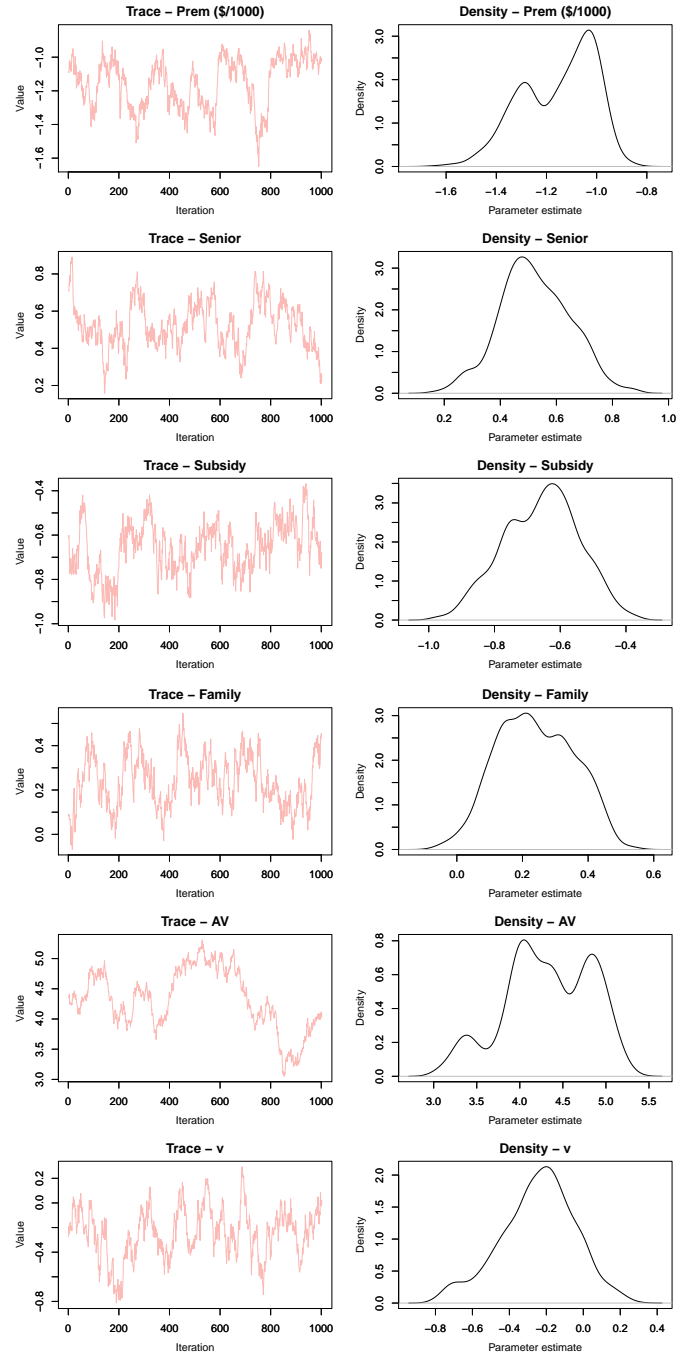 Trace − Prem ($/1000)
Value
−1.0
−1.2
−1.4
−1.6
0 200 400 600 800 1000
Iteration
Density − Prem ($/1000)
Density
3.0
2.0
1.0
0.0
−1.6 −1.2 −1.0 −0.8
Parameter estimate
Trace − Senior
Value
0.8
0.6
0.4
0.2
0 200 400 600 800 1000
Iteration
Density − Senior
Density
3.0
2.0
1.0
0.0
0.2 0.4 0.6 0.8 1.0
Parameter estimate
Trace − Subsidy
Value
−0.4
−0.6
−0.8
−1.0
0 200 400 600 800 1000
Iteration
Density − Subsidy
Density
3.0
2.0
1.0
0.0
−1.0 −0.8 −0.6 −0.4
Parameter estimate
Trace − Family
Value
0.4
0.2
0.0
0 200 400 600 800 1000
Iteration
Density − Family
Density
3.0
2.0
1.0
0.0
0.0 0.2 0.4 0.6
Parameter estimate
Trace − AV
Value
5.0
4.5
4.0
3.5
3.0
0 200 400 600 800 1000
Iteration
Density − AV
Density
0.8
0.6
0.4
0.2
0.0
3.0 3.5 4.0 4.5 5.0 5.5
Parameter estimate
Trace − v
Value
0.2
0.0
−0.4
−0.8
0 200 400 600 800 1000
Iteration
Density − v
Density
2.0
1.5
1.0
0.5
0.0
−0.8 −0.6 −0.4 −0.2 0.0 0.2 0.4
Parameter estimate